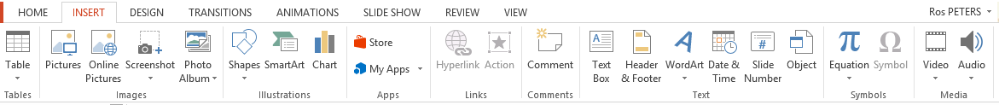 HOME INSERT DESIGN TRANSITIONS ANIMATIONS SLIDE SHOW REVIEW VIEW Ros PETERS
Table
Tables
Pictures
Online
Pictures
Screenshot
Photo
Album
Images
Shapes
SmartArt
Chart
Illustrations
Store
My Apps
Apps
Hyperlink
Action
Links
Comment
Comments
A
Text
Box
Header
& Footer
A
WordArt
Date &
Time
#
Slide
Number
Object
Text
π
Equation
Ω
Symbol
Symbols
Video
Audio
Media